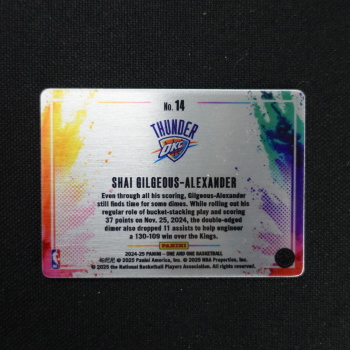 No. 14
THUNDER
OKC
SHAI GILGEOUS-ALEXANDER
Even through all his scoring, Gilgeous-Alexander
still finds time for some dimes. While rolling out his
regular role of bucket-stacking play and scoring
37 points on Nov. 25, 2024, the double-edged
dimer also dropped 11 assists to help engineer
a 130-109 win over the Kings.
PANINI
2024-25 PANINI - ONE AND ONE BASKETBALL
© 2025 Panini America, Inc. © 2025 NBA Properties, Inc.
© 2025 the National Basketball Players Association. All rights reserved.